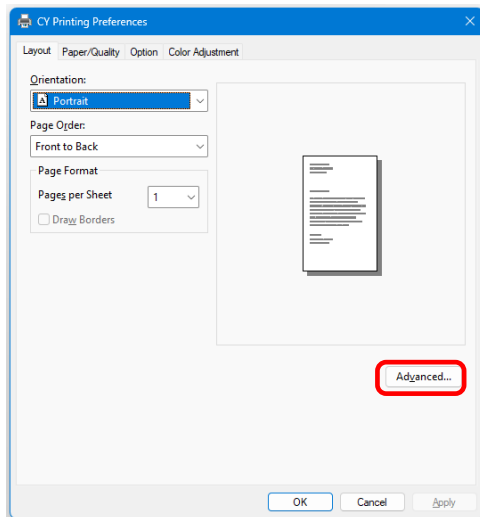 CY Printing Preferences
Layout Paper/Quality Option Color Adjustment
Orientation:
A Portrait
Page Order:
Front to Back
Page Format
Pages per Sheet 1
Draw Borders
Advanced...
OK Cancel Apply